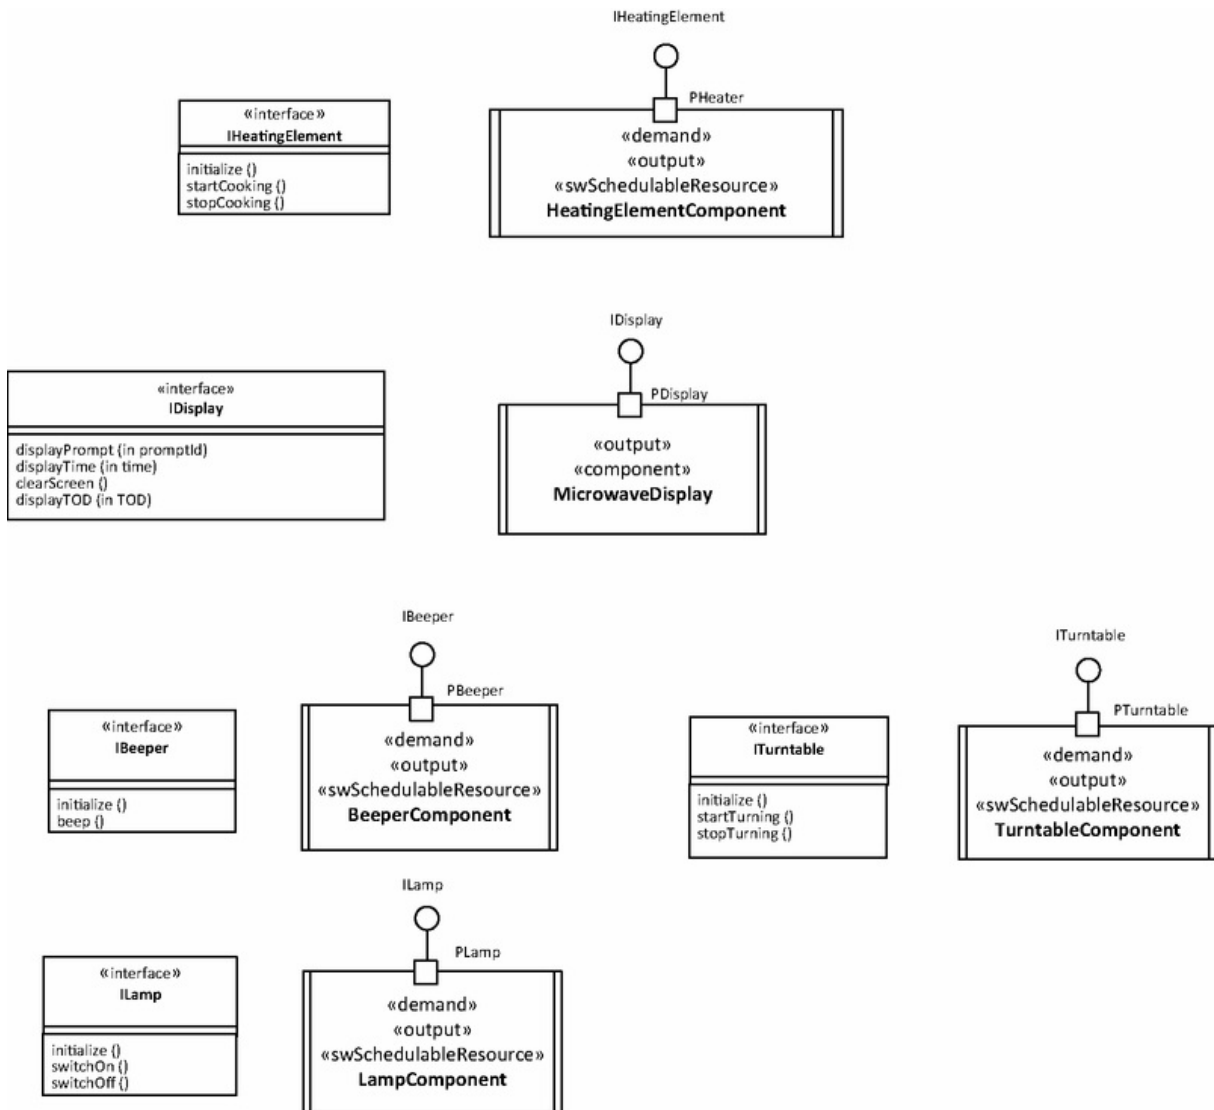 IHeatingElement
PHeater
«interface»
IHeatingElement
initialize ()
startCooking ()
stopCooking ()
«demand»
«output»
«swSchedulableResource»
HeatingElementComponent
IDisplay
PDisplay
«interface»
IDisplay
displayPrompt (in promptId)
displayTime (in time)
clearScreen ()
displayTOD (in TOD)
«output»
«component»
MicrowaveDisplay
IBeeper
PBeeper
«interface»
IBeeper
initialize ()
beep ()
«demand»
«output»
«swSchedulableResource»
BeeperComponent
ITurntable
PTurntable
«interface»
ITurntable
initialize ()
startTurning ()
stopTurning ()
«demand»
«output»
«swSchedulableResource»
TurntableComponent
ILamp
PLamp
«interface»
ILamp
initialize ()
switchOn ()
switchOff ()
«demand»
«output»
«swSchedulableResource»
LampComponent